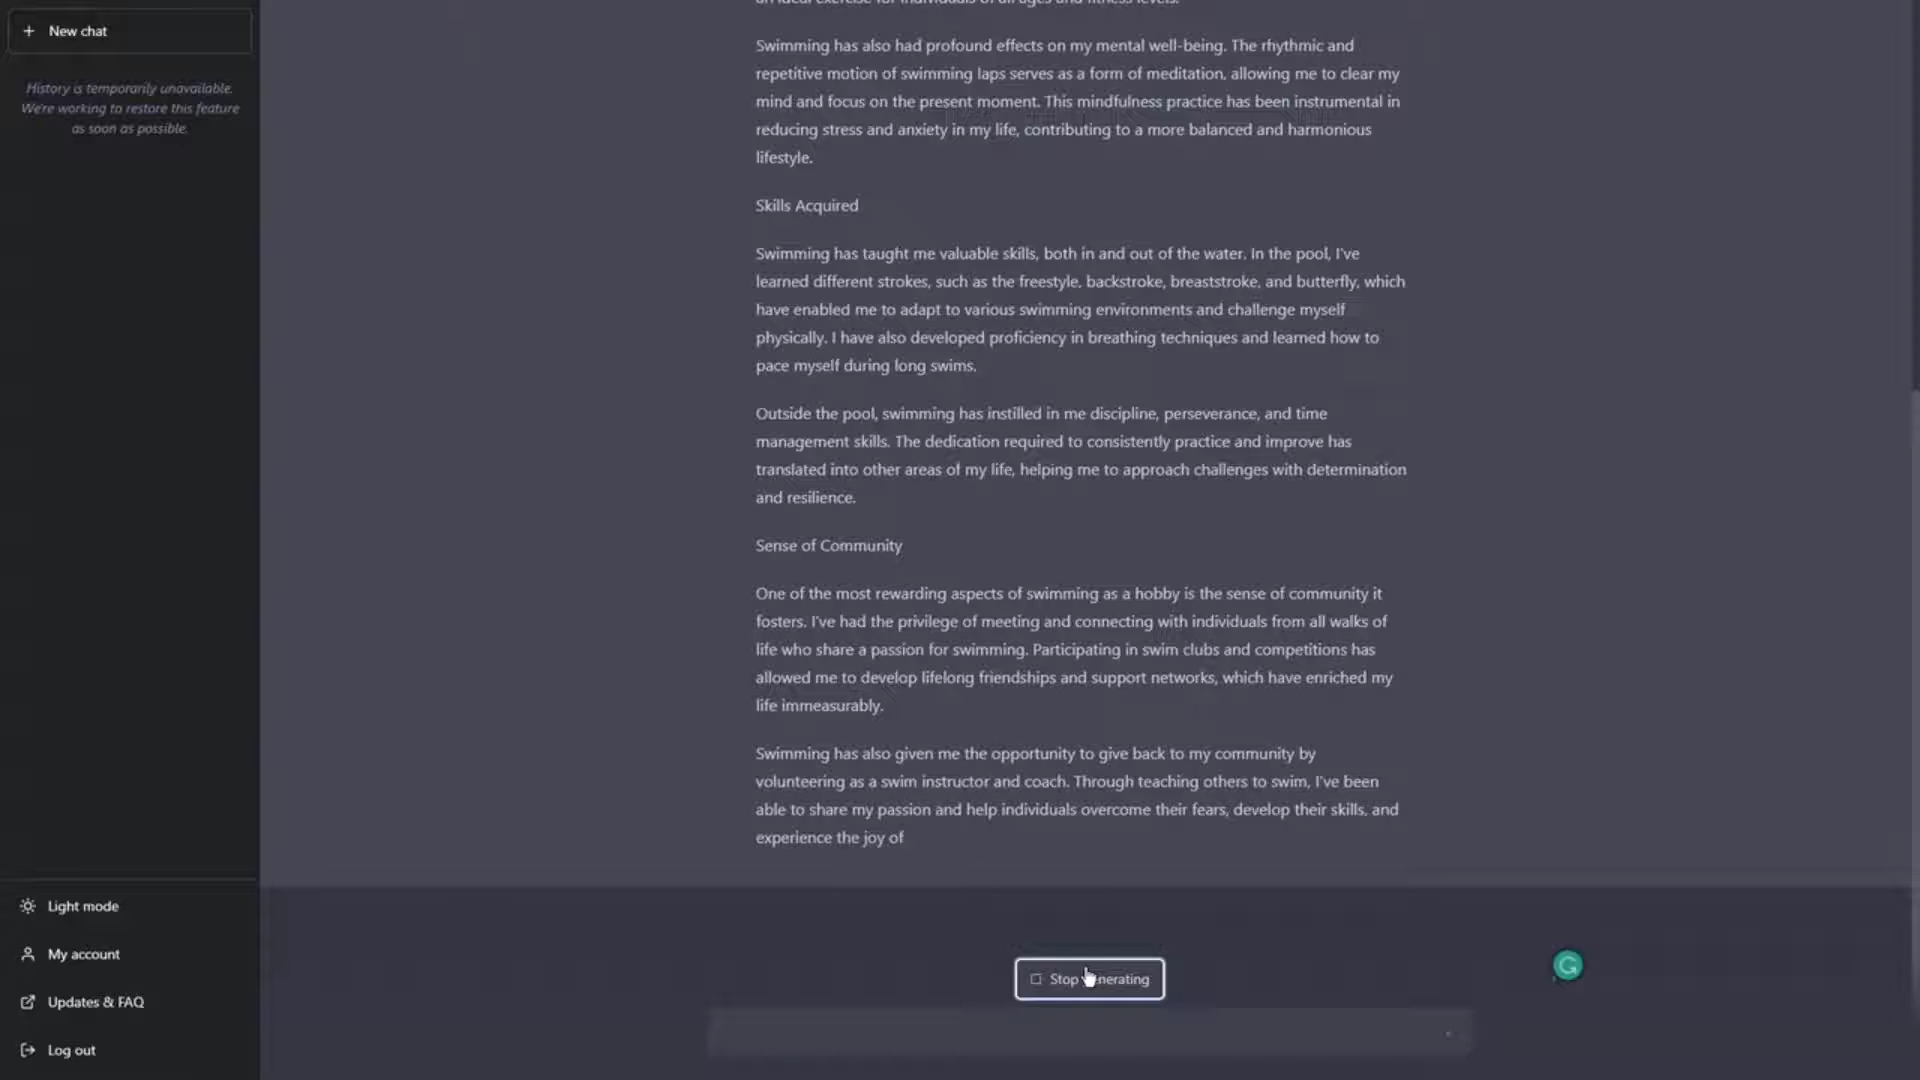 New chat
History is temporarily unavailable.
We're working to restore this feature
as soon as possible.
an ideal exercise for individuals of all ages and fitness levels.
Swimming has also had profound effects on my mental well-being. The rhythmic and
repetitive motion of swimming laps serves as a form of meditation, allowing me to clear my
mind and focus on the present moment. This mindfulness practice has been instrumental in
reducing stress and anxiety in my life, contributing to a more balanced and harmonious
lifestyle.
Skills Acquired
Swimming has taught me valuable skills, both in and out of the water. In the pool, I've
learned different strokes, such as the freestyle, backstroke, breaststroke, and butterfly, which
have enabled me to adapt to various swimming environments and challenge myself
physically. I have also developed proficiency in breathing techniques and learned how to
pace myself during long swims.
Outside the pool, swimming has instilled in me discipline, perseverance, and time
management skills. The dedication required to consistently practice and improve has
translated into other areas of my life, helping me to approach challenges with determination
and resilience.
Sense of Community
One of the most rewarding aspects of swimming as a hobby is the sense of community it
fosters. I've had the privilege of meeting and connecting with individuals from all walks of
life who share a passion for swimming. Participating in swim clubs and competitions has
allowed me to develop lifelong friendships and support networks, which have enriched my
life immeasurably.
Swimming has also given me the opportunity to give back to my community by
volunteering as a swim instructor and coach. Through teaching others to swim, I've been
able to share my passion and help individuals overcome their fears, develop their skills, and
experience the joy of
Light mode
My account
Updates & FAQ
Log out
Stop generating